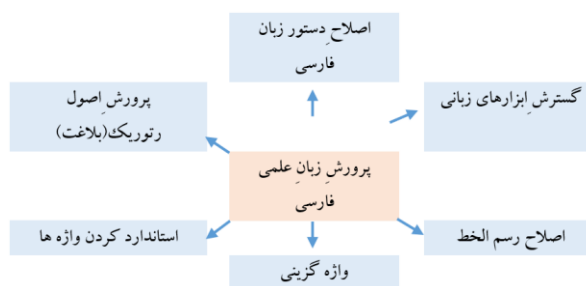 اصلاحِ دستور زبان
فارسی
گسترشِ ابزارهای زبانی
پرورشِ اصول
رتوریک(بلاغت)
پرورشِ زبانِ علمی
فارسی
اصلاح رسم الخط
استاندارد کردن واژه ها
واژه گزینی